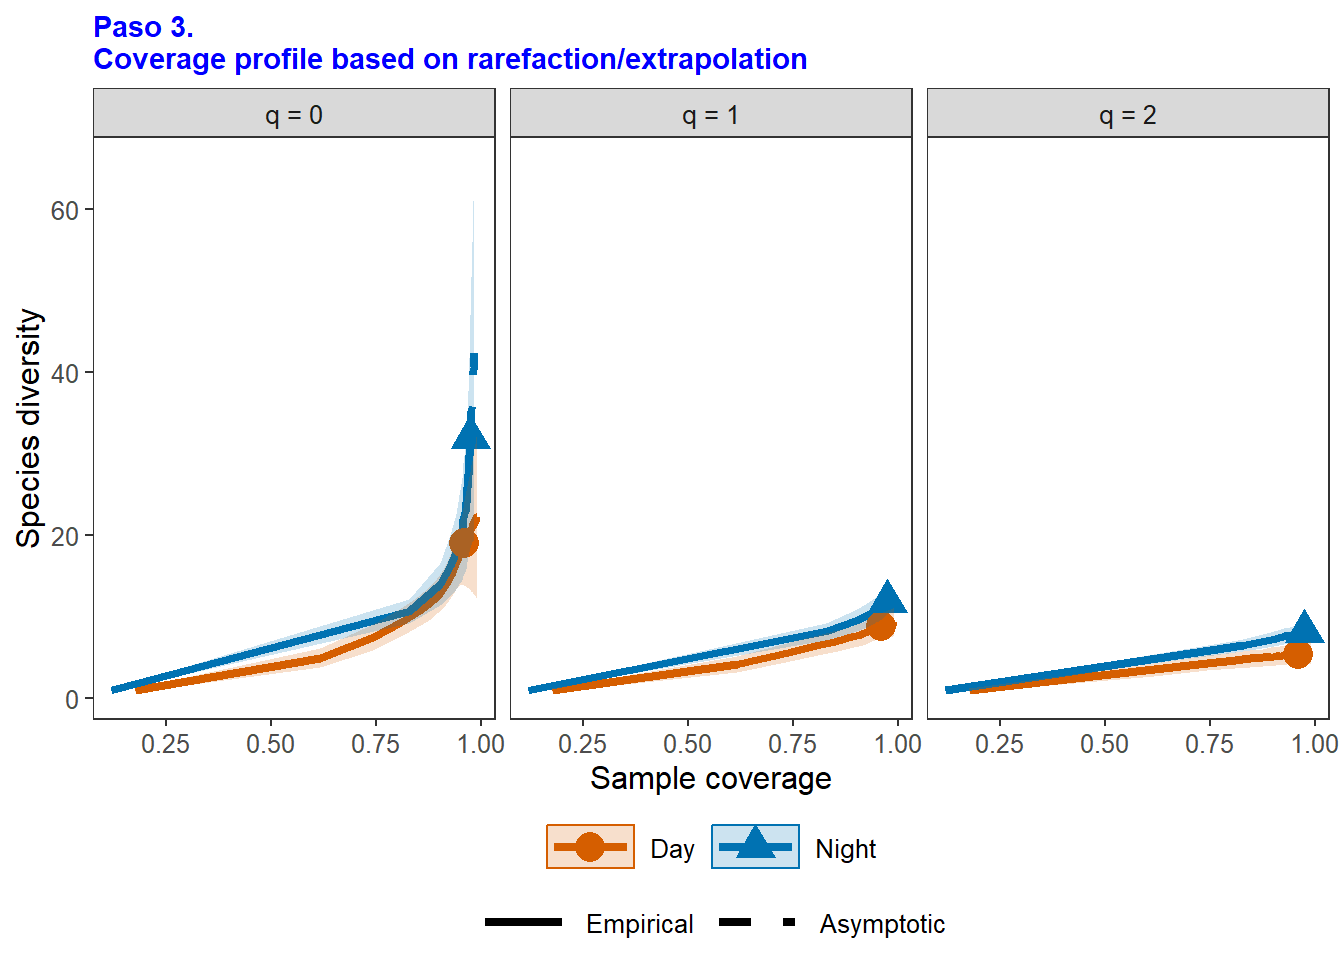 Paso 3.
Coverage profile based on rarefaction/extrapolation
q = 0
q = 1
q = 2
Species diversity
60
40
20
0
0.25 0.50 0.75 1.00
0.25 0.50 0.75 1.00
0.25 0.50 0.75 1.00
Sample coverage
Day Night
Empirical Asymptotic